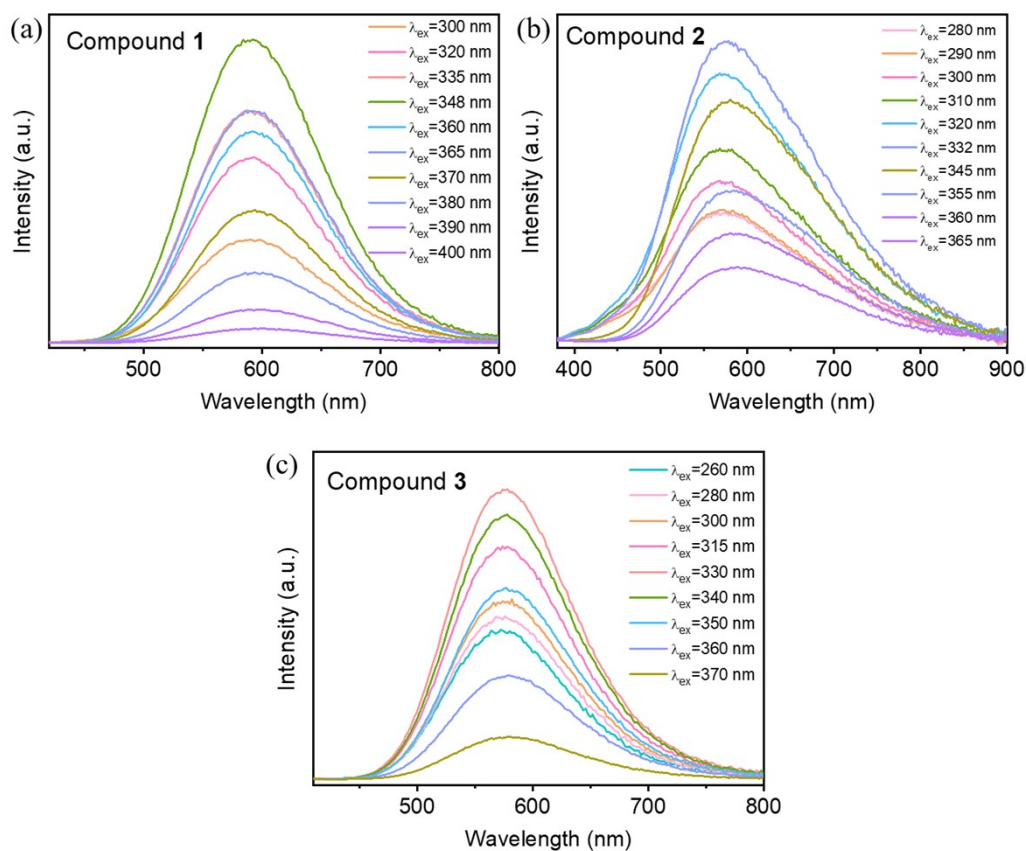 (a)
Compound 1
λex=300 nm
λex=320 nm
λex=335 nm
λex=348 nm
λex=360 nm
λex=365 nm
λex=370 nm
λex=380 nm
λex=390 nm
λex=400 nm
Intensity (a.u.)
500
600
700
800
Wavelength (nm)
(b)
Compound 2
λex=280 nm
λex=290 nm
λex=300 nm
λex=310 nm
λex=320 nm
λex=332 nm
λex=345 nm
λex=355 nm
λex=360 nm
λex=365 nm
Intensity (a.u.)
400
500
600
700
800
900
Wavelength (nm)
(c)
Compound 3
λex=260 nm
λex=280 nm
λex=300 nm
λex=315 nm
λex=330 nm
λex=340 nm
λex=350 nm
λex=360 nm
λex=370 nm
Intensity (a.u.)
500
600
700
800
Wavelength (nm)